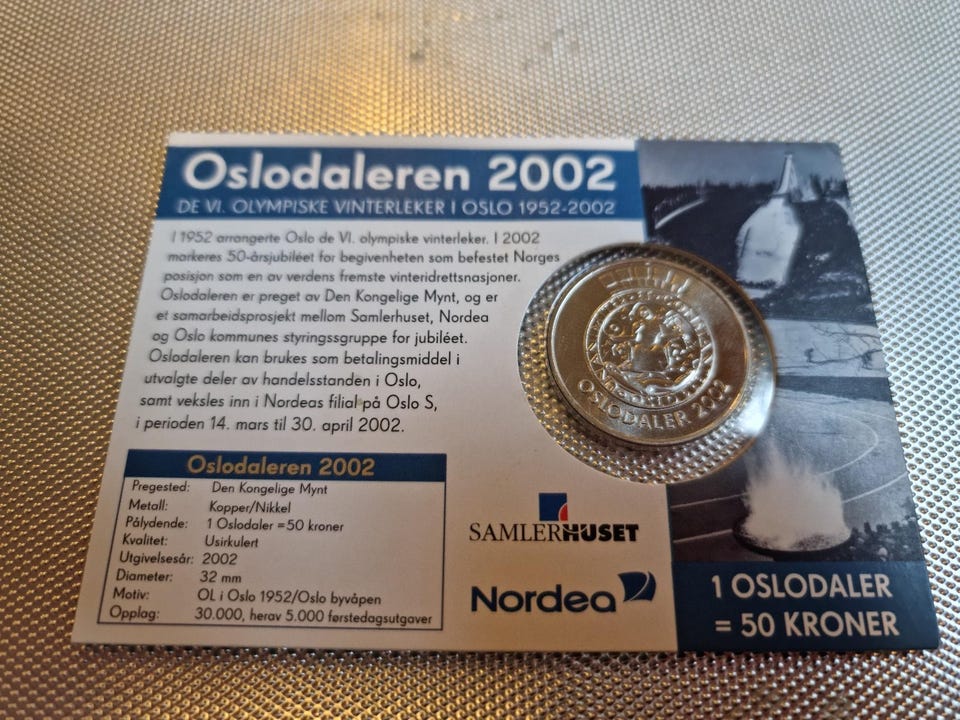 Oslodaleren 2002
DE VI. OLYMPISKE VINTERLEKER I OSLO 1952-2002
I 1952 arrangerte Oslo de VI. olympiske vinterleker. I 2002
markeres 50-årsjubiléet for begivenheten som befestet Norges
posisjon som en av verdens fremste vinteridrettsnasjoner.
Oslodaleren er preget av Den Kongelige Mynt, og er
et samarbeidsprosjekt mellom Samlerhuset, Nordea
og Oslo kommunes styringssgruppe for jubiléet.
Oslodaleren kan brukes som betalingsmiddel i
utvalgte deler av handelsstanden i Oslo,
samt veksles inn i Nordeas filial på Oslo S,
i perioden 14. mars til 30. april 2002.
OSLODALER 2002
Oslodaleren 2002
Pregested: Den Kongelige Mynt
Metall: Kopper/Nikkel
Pålydende: 1 Oslodaler =50 kroner
Kvalitet: Usirkulert
Utgivelsesår: 2002
Diameter: 32 mm
Motiv: OL i Oslo 1952/Oslo byvåpen
Opplag: 30.000, herav 5.000 førstedagsutgaver
SAMLERHUSET
Nordea
1 OSLODALER
= 50 KRONER